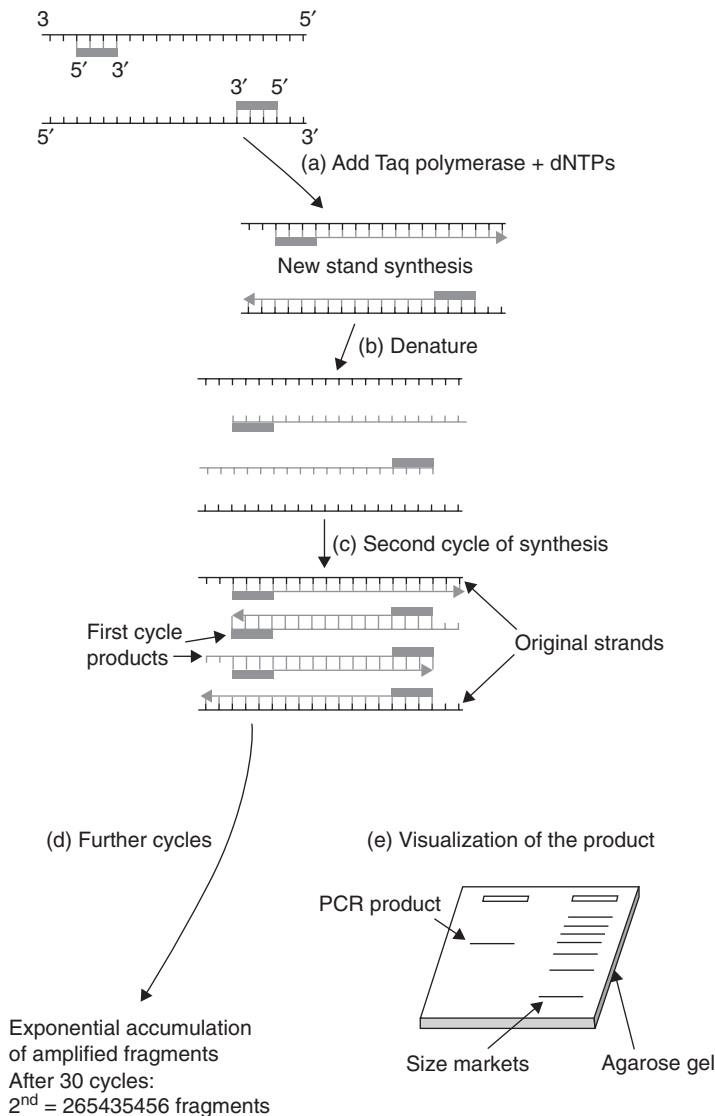 3 5′
5′ 3′
3′ 5′
5′ 3′
(a) Add Taq polymerase + dNTPs
New stand synthesis
(b) Denature
(c) Second cycle of synthesis
First cycle
products
Original strands
(d) Further cycles
(e) Visualization of the product
PCR product
Size markets
Agarose gel
Exponential accumulation
of amplified fragments
After 30 cycles:
2ⁿᵈ = 265435456 fragments